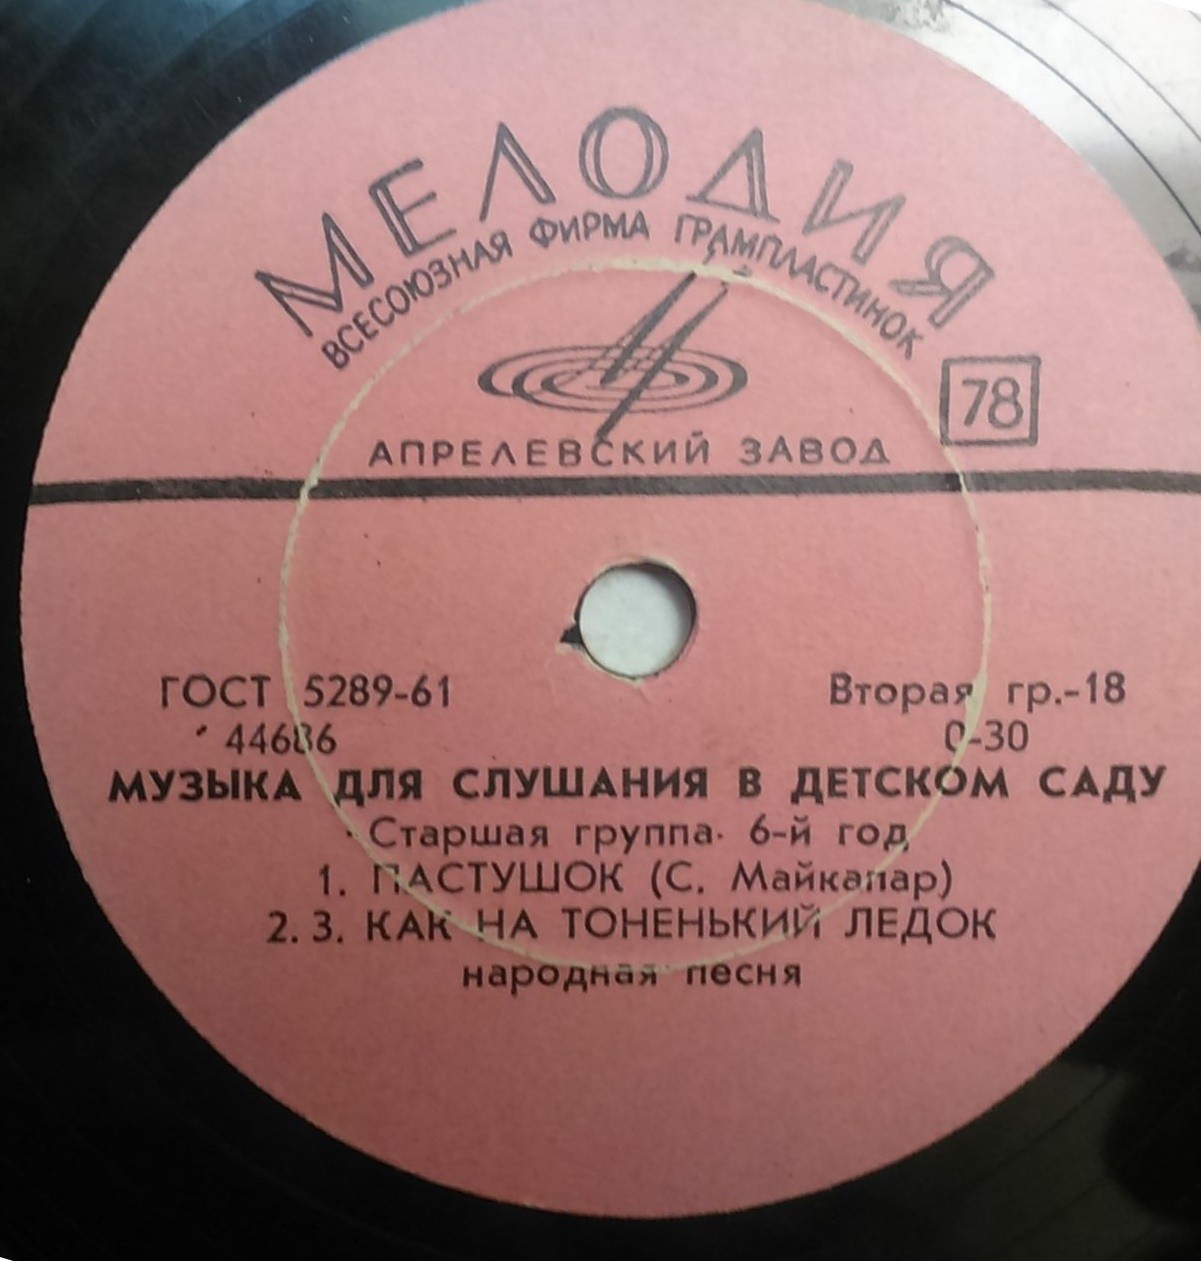 МЕЛОДИЯ
ВСЕСОЮЗНАЯ ФИРМА ГРАМПЛАСТИНОК
78
АПРЕЛЕВСКИЙ ЗАВОД
ГОСТ 5289-61 Вторая гр.-18
44686 0-30
МУЗЫКА ДЛЯ СЛУШАНИЯ В ДЕТСКОМ САДУ
Старшая группа· 6-й год
1. ПАСТУШОК (С. Майкапар)
2. 3. КАК НА ТОНЕНЬКИЙ ЛЕДОК
народная песня